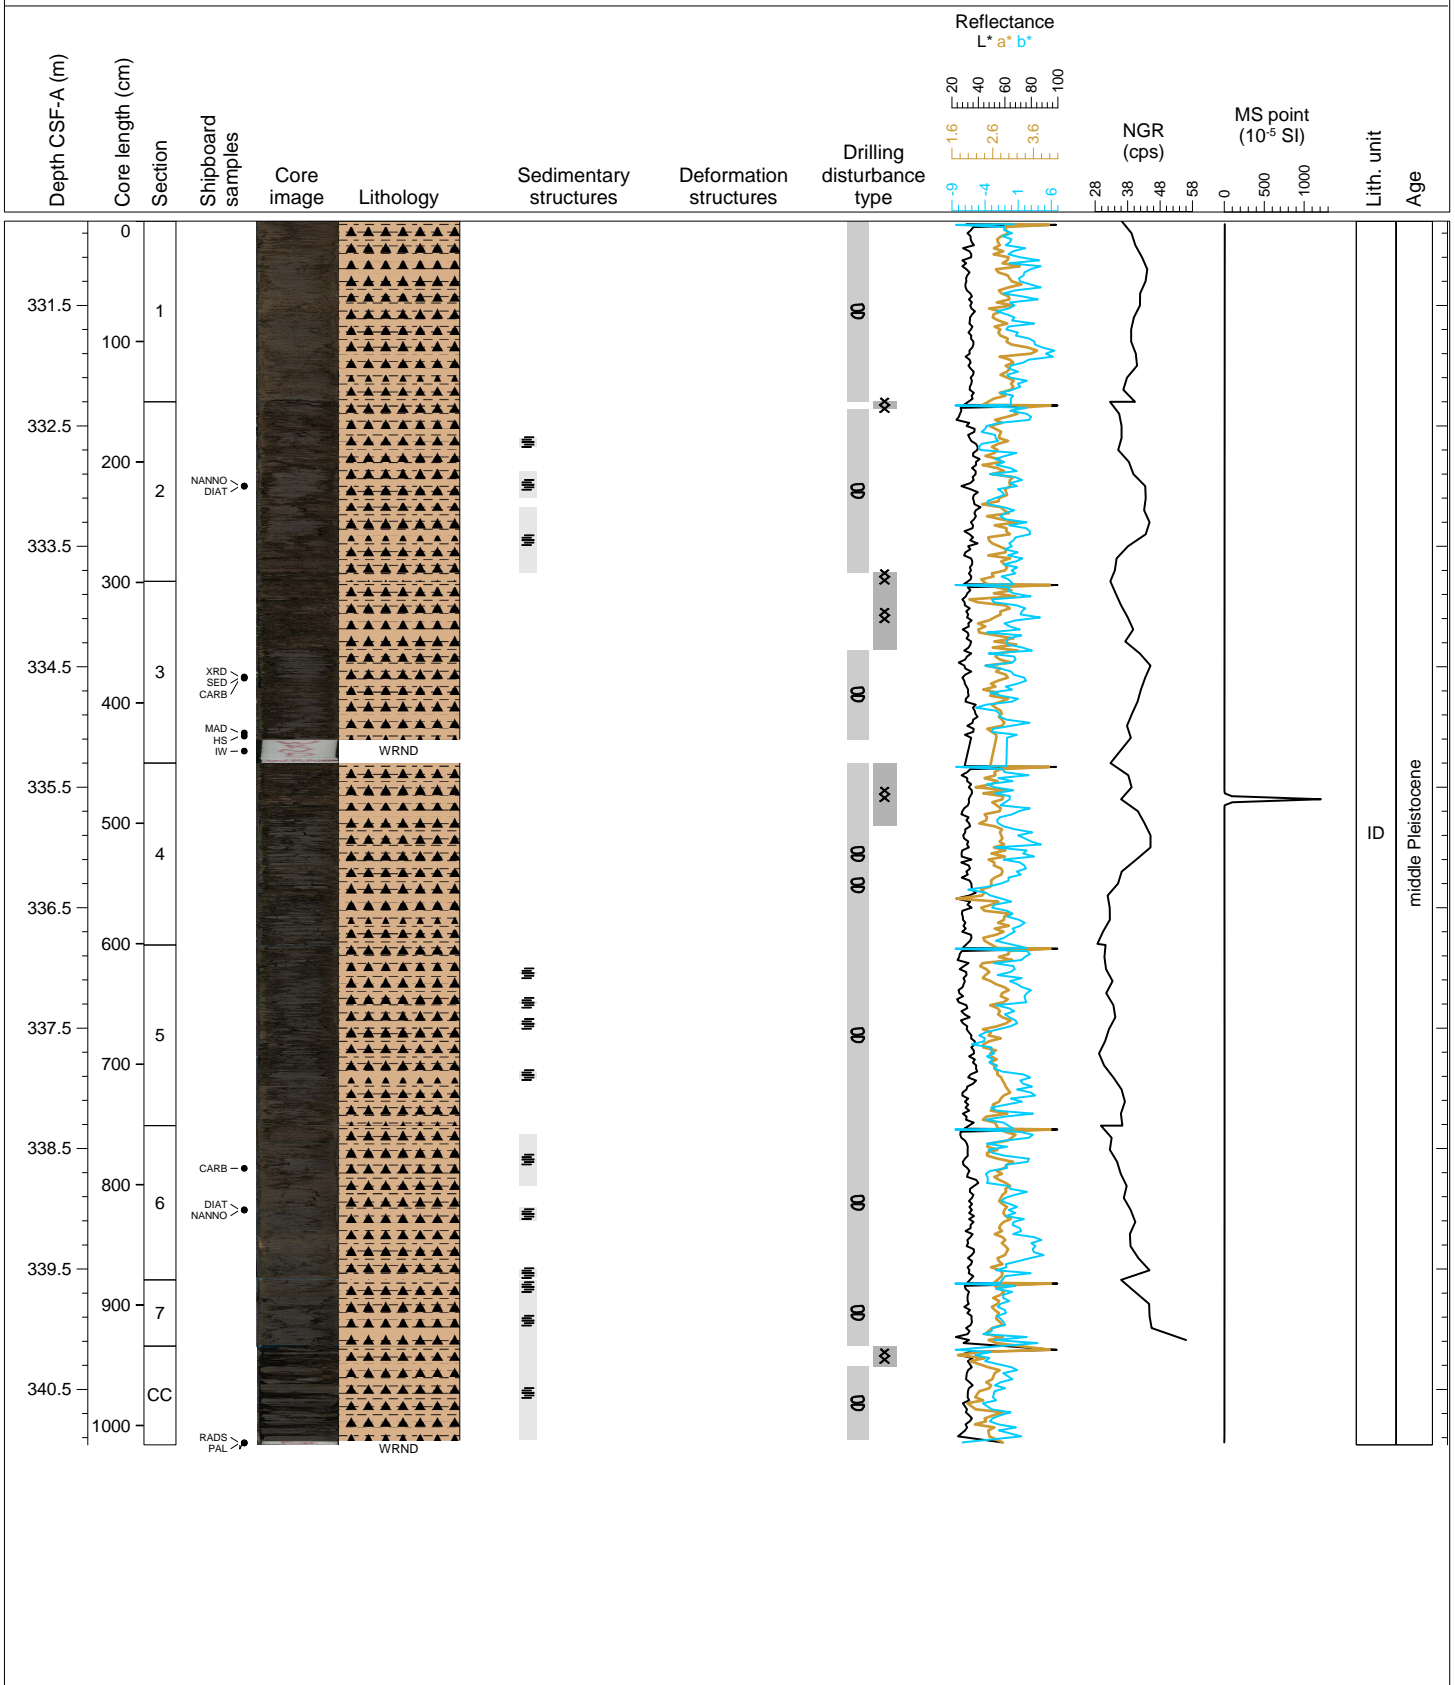 Reflectance
L* a* b*
20 40 60 80 100
1.6 2.6 3.6
-9 -4 1 6
Depth CSF-A (m)
Core length (cm)
Section
Shipboard samples
Core image
Lithology
Sedimentary structures
Deformation structures
Drilling disturbance type
NGR (cps)
28 38 48 58
MS point (10-5 SI)
0 500 1000
Lith. unit
Age
0
331.5
1
100
332.5
200
NANNO
DIAT
2
333.5
300
334.5
XRD
SED
CARB
3
400
MAD
HS
IW
WRND
335.5
500
4
ID
middle Pleistocene
336.5
600
337.5
5
700
338.5
CARB
800
DIAT
NANNO
6
339.5
900
7
340.5
CC
1000
RADS
PAL
WRND